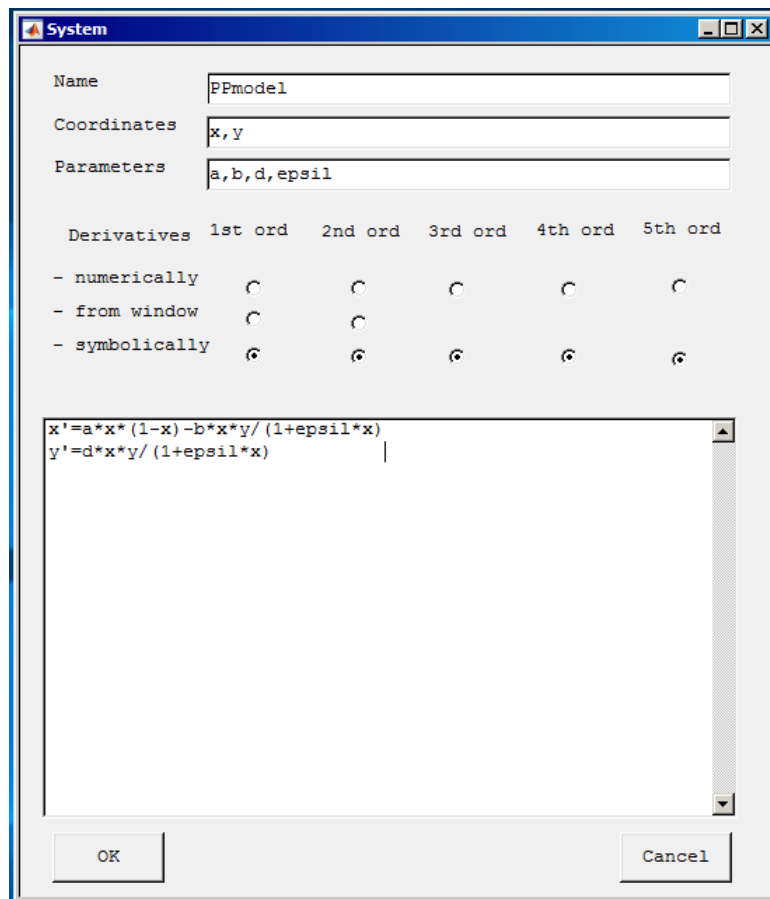 System
Name
PPmodel
Coordinates
x,y
Parameters
a,b,d,epsil
Derivatives 1st ord 2nd ord 3rd ord 4th ord 5th ord
- numerically
- from window
- symbolically
x'=a*x*(1-x)-b*x*y/(1+epsil*x)
y'=d*x*y/(1+epsil*x)
OK
Cancel